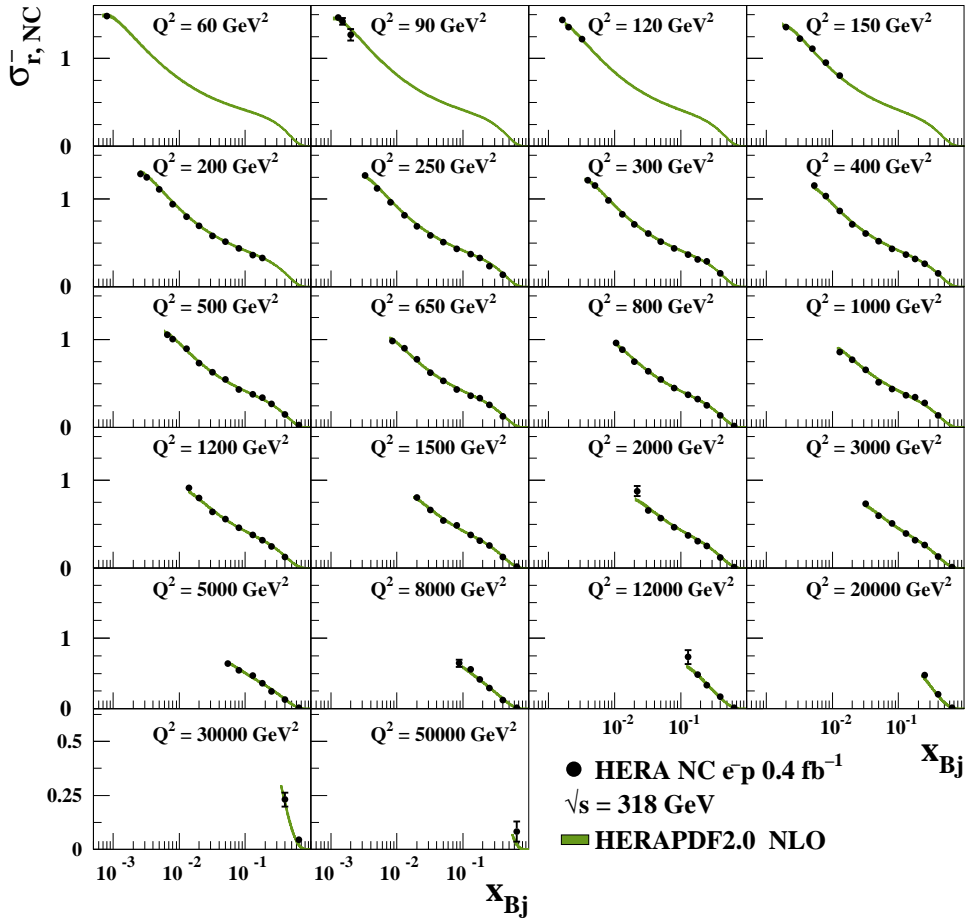 σ⁻r, NC
Q² = 60 GeV² Q² = 90 GeV² Q² = 120 GeV² Q² = 150 GeV²
1
0
Q² = 200 GeV² Q² = 250 GeV² Q² = 300 GeV² Q² = 400 GeV²
1
0
Q² = 500 GeV² Q² = 650 GeV² Q² = 800 GeV² Q² = 1000 GeV²
1
0
Q² = 1200 GeV² Q² = 1500 GeV² Q² = 2000 GeV² Q² = 3000 GeV²
1
0
Q² = 5000 GeV² Q² = 8000 GeV² Q² = 12000 GeV² Q² = 20000 GeV²
1
0
10⁻² 10⁻¹ 10⁻² 10⁻¹
xBj
Q² = 30000 GeV² Q² = 50000 GeV²
0.5
0.25
0
10⁻³ 10⁻² 10⁻¹ 10⁻³ 10⁻² 10⁻¹
xBj
HERA NC e⁻p 0.4 fb⁻¹
√s = 318 GeV
HERAPDF2.0 NLO